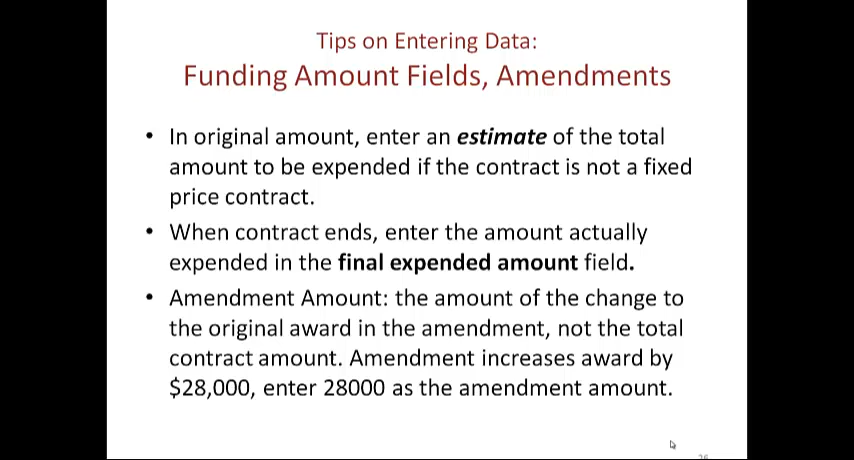 Tips on Entering Data:
Funding Amount Fields, Amendments
• In original amount, enter an estimate of the total
amount to be expended if the contract is not a fixed
price contract.
• When contract ends, enter the amount actually
expended in the final expended amount field.
• Amendment Amount: the amount of the change to
the original award in the amendment, not the total
contract amount. Amendment increases award by
$28,000, enter 28000 as the amendment amount.